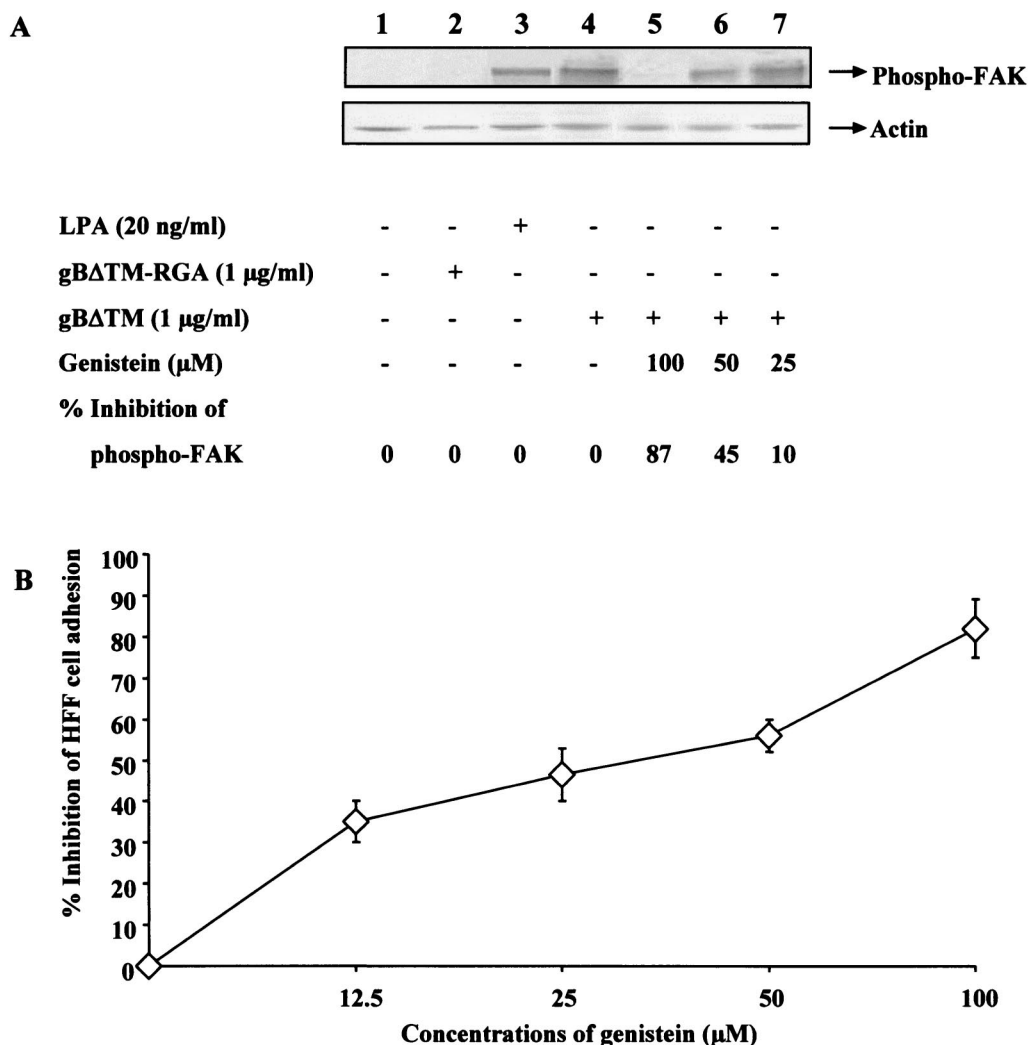 A
1 2 3 4 5 6 7
Phospho-FAK
Actin
LPA (20 ng/ml) - - + - - - -
gBΔTM-RGA (1 μg/ml) - + - - - - -
gBΔTM (1 μg/ml) - - - + + + +
Genistein (μM) - - - - 100 50 25
% Inhibition of
phospho-FAK 0 0 0 0 87 45 10
B
% Inhibition of HFF cell adhesion
100
90
80
70
60
50
40
30
20
10
0
12.5 25 50 100
Concentrations of genistein (μM)